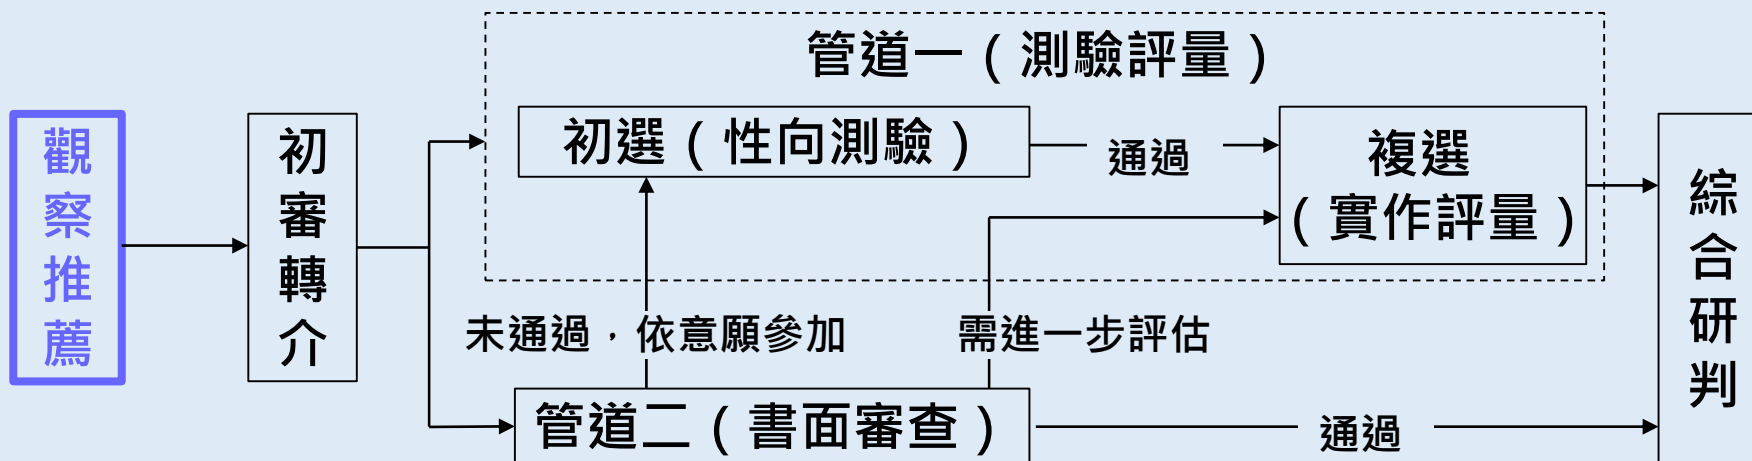 觀察推薦
初審轉介
管道一（測驗評量）
初選（性向測驗）
通過
複選
（實作評量）
未通過，依意願參加
需進一步評估
管道二（書面審查）
通過
綜合研判